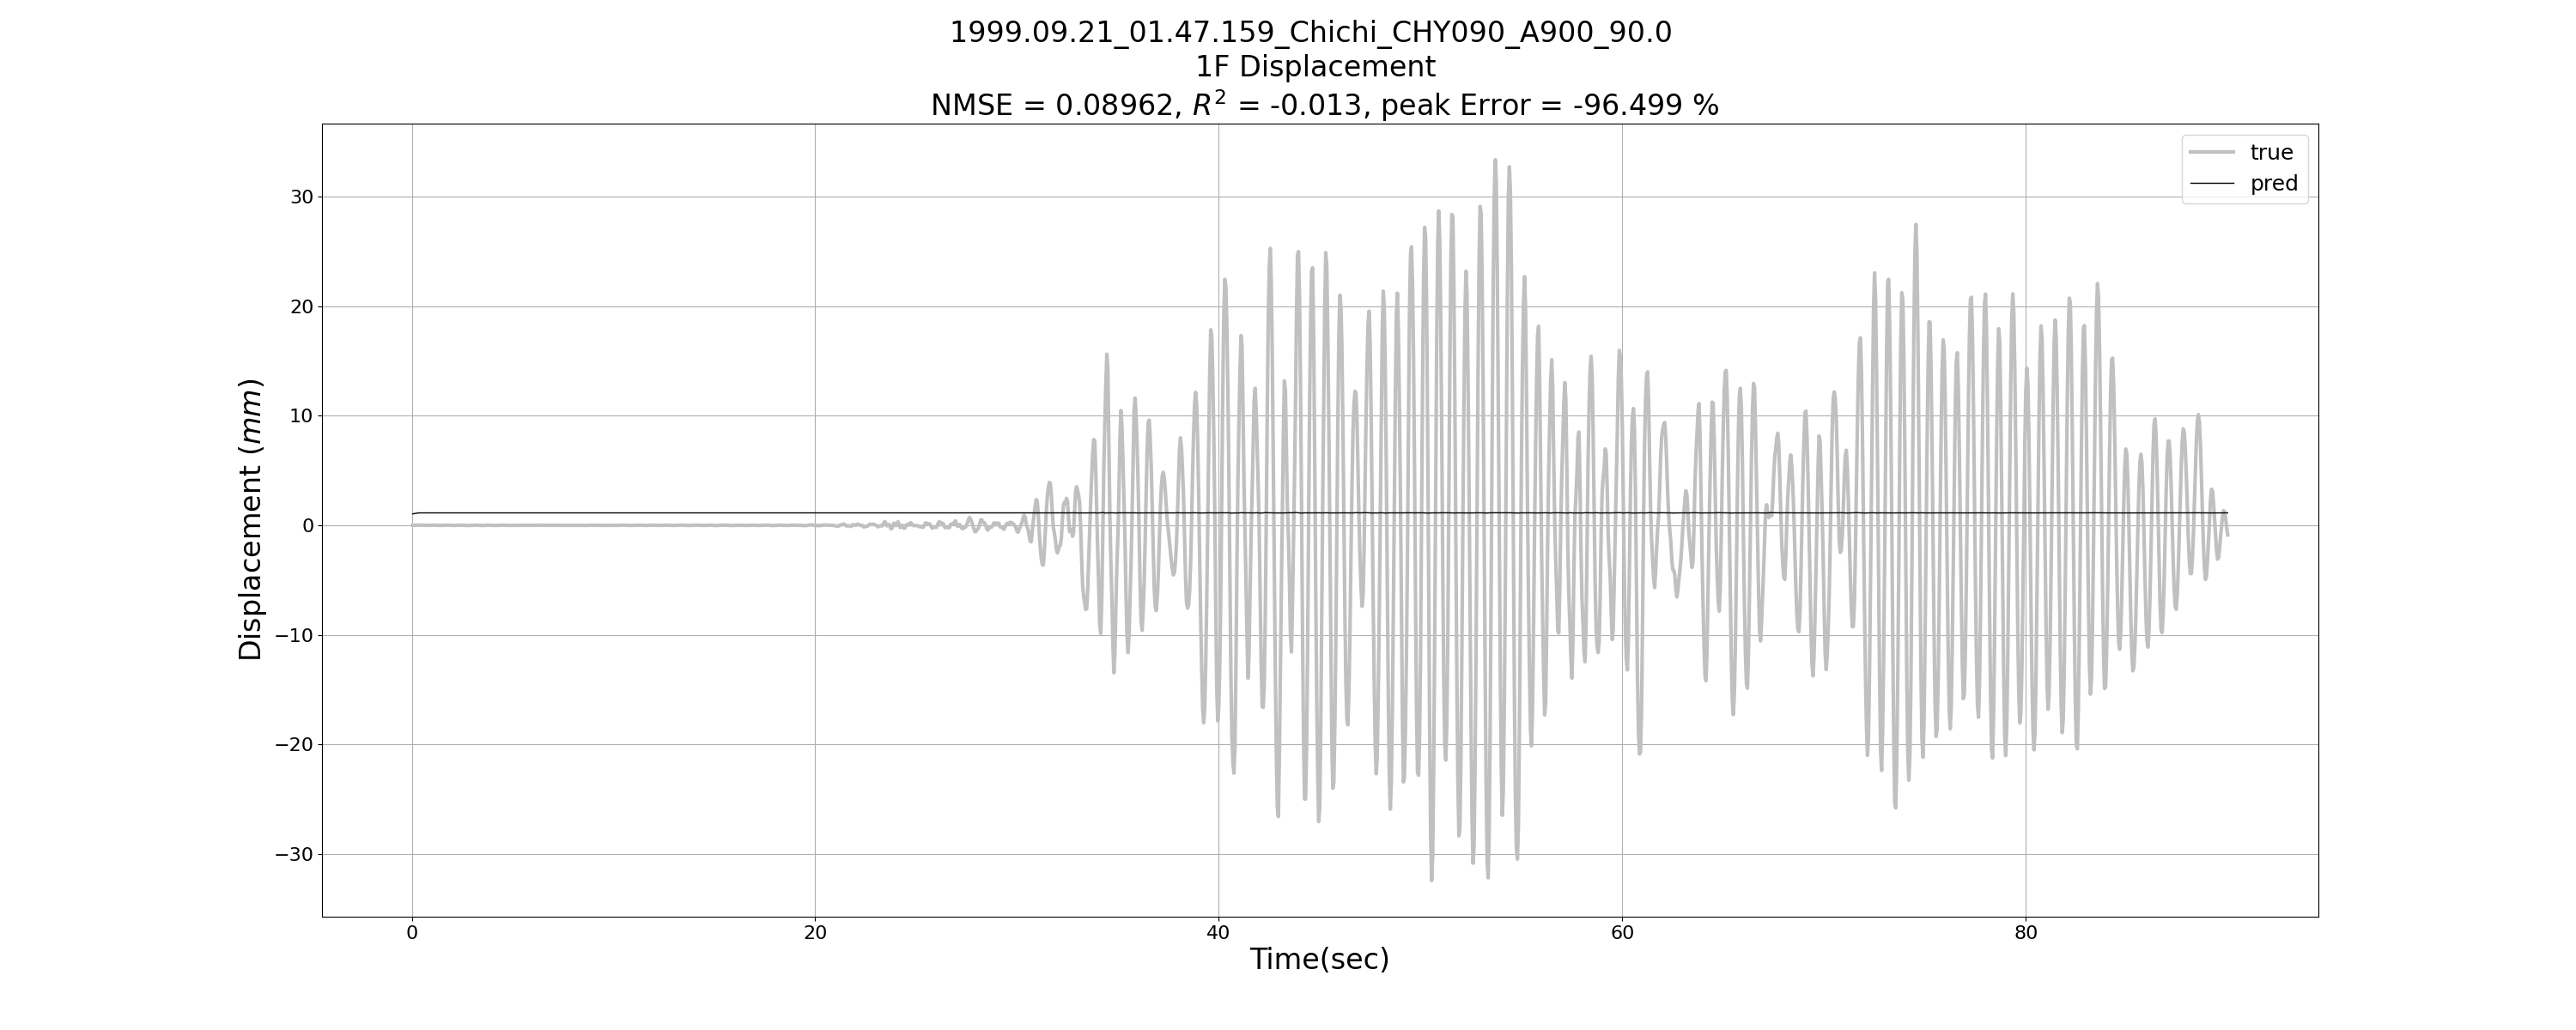 1999.09.21_01.47.159_Chichi_CHY090_A900_90.0
1F Displacement
NMSE = 0.08962, R² = -0.013, peak Error = -96.499 %
true
pred
Displacement (mm)
30
20
10
0
−10
−20
−30
0 20 40 60 80
Time(sec)